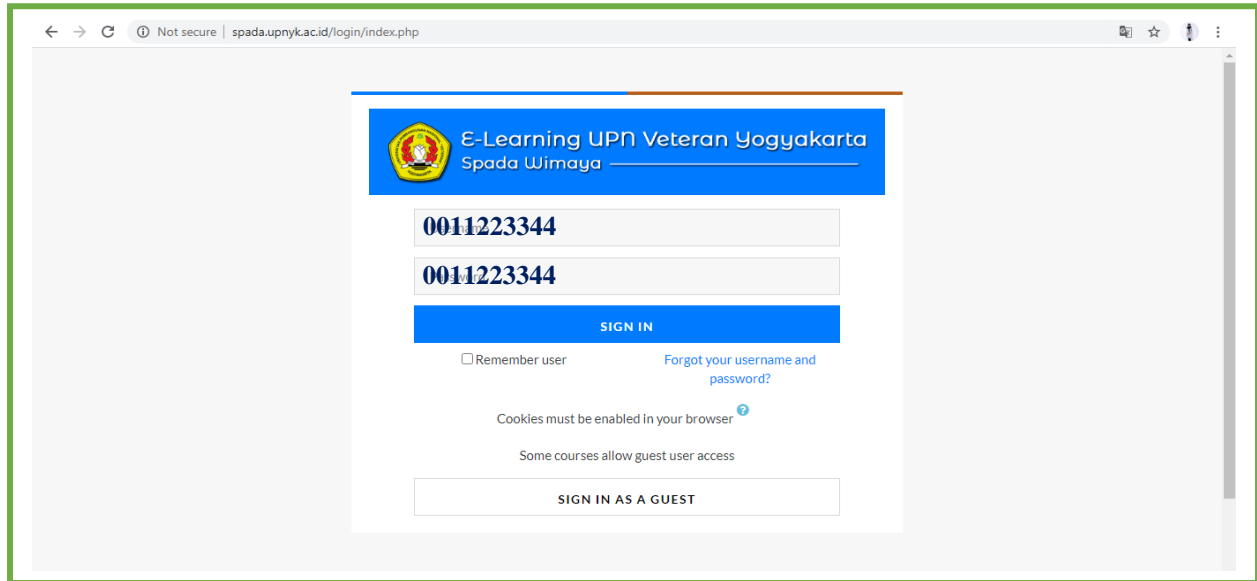 Not secure | spada.upnyk.ac.id/login/index.php
E-Learning UPN Veteran Yogyakarta
Spada Wimaya
0011223344
0011223344
SIGN IN
Remember user
Forgot your username and
password?
Cookies must be enabled in your browser
Some courses allow guest user access
SIGN IN AS A GUEST